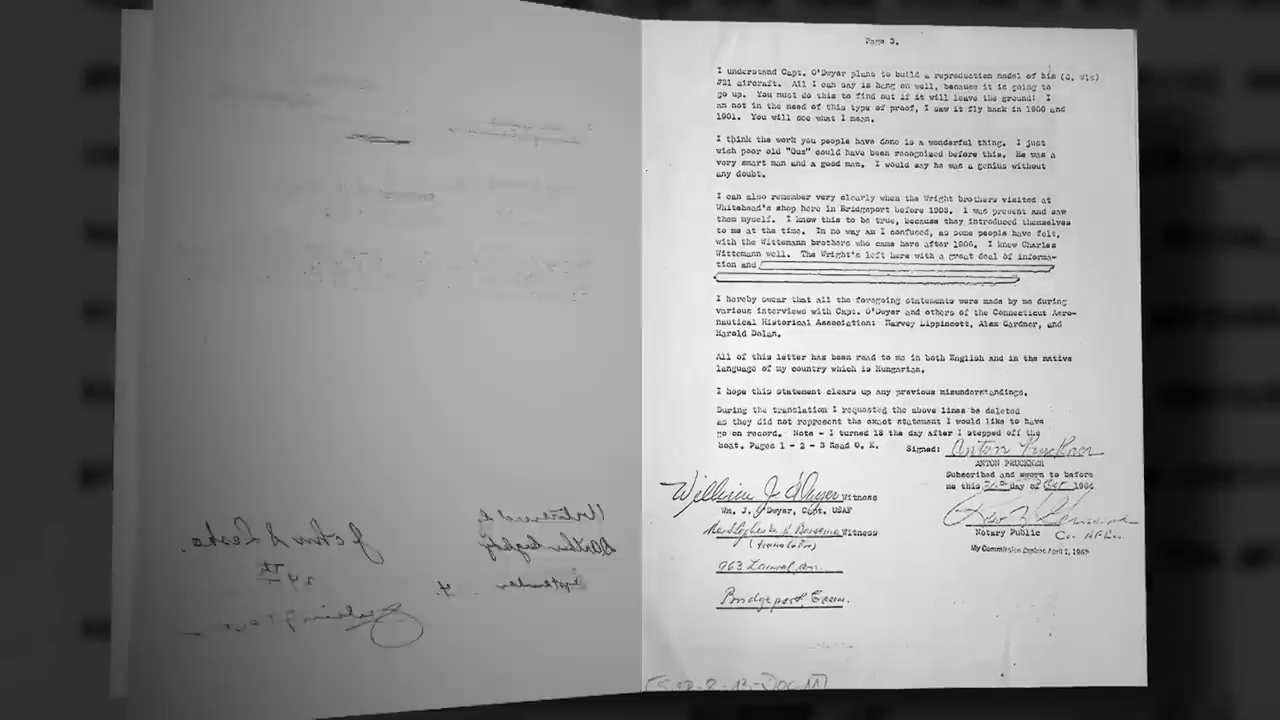 Page 3.
I understand Capt. O'Dwyer plans to build a reproduction model of his (G. W's)
#21 aircraft. All I can say is hang on well, because it is going to
go up. You must do this to find out if it will leave the ground! I
am not in the need of this type of proof, I saw it fly back in 1900 and
1901. You will see what I mean.
I think the work you people have done is a wonderful thing. I just
wish poor old "Gus" could have been recognized before this. He was a
very smart man and a good man. I would say he was a genius without
any doubt.
I can also remember very clearly when the Wright brothers visited at
Whitehead's shop here in Bridgeport before 1903. I was present and saw
them myself. I know this to be true, because they introduced themselves
to me at the time. In no way am I confused, as some people have felt,
with the Wittemann brothers who came here after 1906. I knew Charles
Wittemann well. The Wright's left here with a great deal of informa-
tion and
I hereby swear that all the foregoing statements were made by me during
various interviews with Capt. O'Dwyer and others of the Connecticut Aero-
nautical Historical Association: Harvey Lippincott, Alex Gardner, and
Harold Dolan.
All of this letter has been read to me in both English and in the native
language of my country which is Hungarian.
I hope this statement clears up any previous misunderstandings.
During the translation I requested the above lines be deleted
as they did not represent the exact statement I would like to have
go on record. Note - I turned 18 the day after I stepped off the
boat. Pages 1 - 2 - 3 Read O. K.
Signed: Anton Pruckner
ANTON PRUCKNER
Subscribed and sworn to before
me this day of Oct 1964
William J O'Dwyer Witness
Wm. J. O'Dwyer, Capt. USAF
Witness
(translator)
Notary Public
My Commission Expires April 1,
963 Laurel Av.
Bridgeport, Conn.